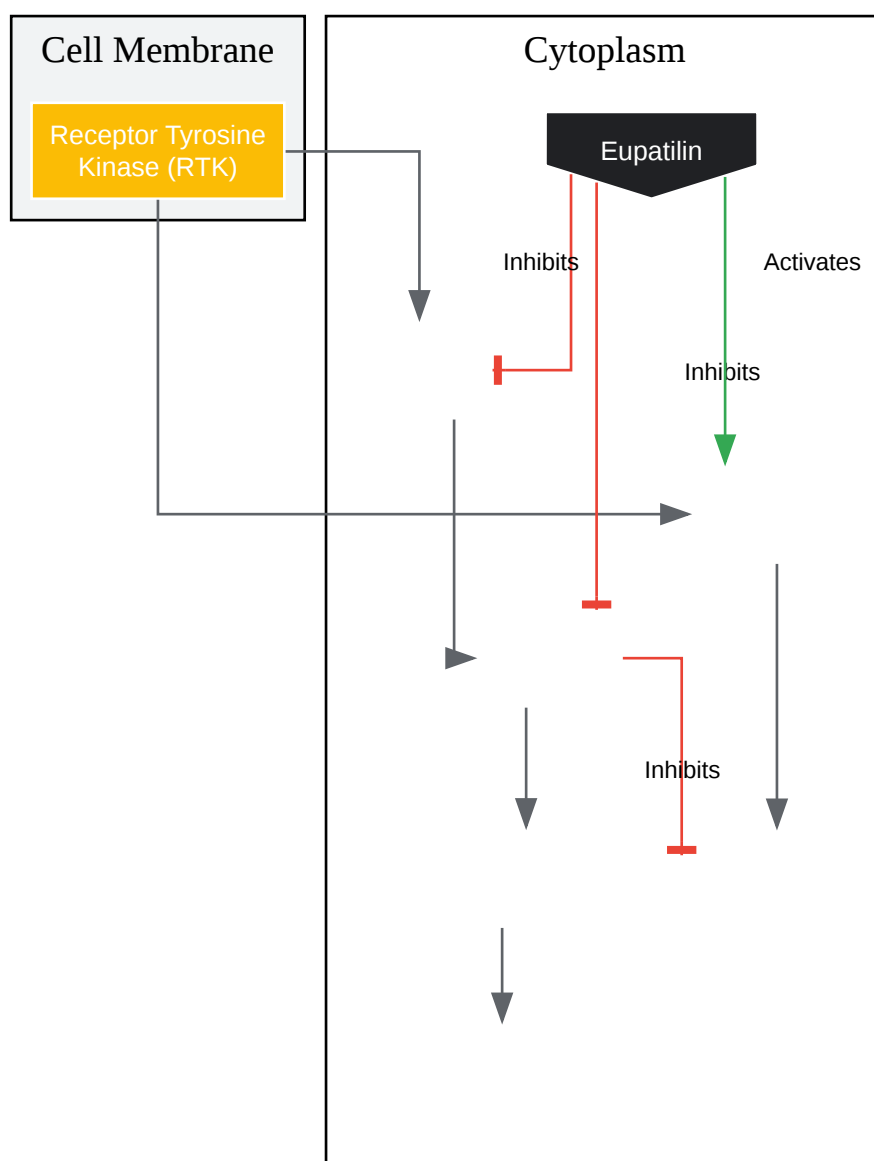 Cell Membrane
Cytoplasm
Receptor Tyrosine
Kinase (RTK)
Eupatilin
Inhibits
Activates
Inhibits
Inhibits